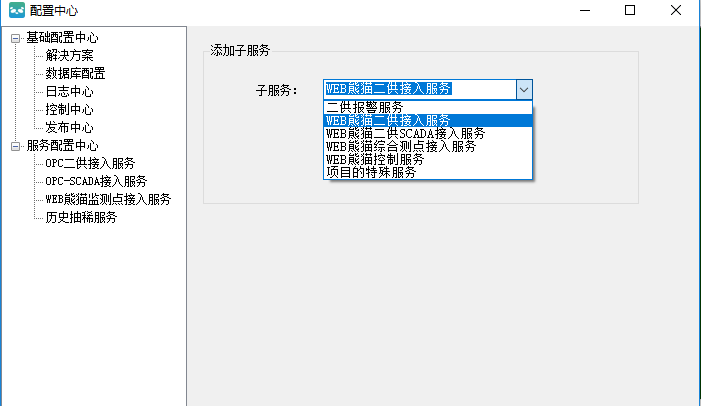 配置中心
基础配置中心
解决方案
数据库配置
日志中心
控制中心
发布中心
服务配置中心
OPC二供接入服务
OPC-SCADA接入服务
WEB熊猫监测点接入服务
历史抽稀服务
添加子服务
子服务：
WEB熊猫二供接入服务
二供报警服务
WEB熊猫二供接入服务
WEB熊猫二供SCADA接入服务
WEB熊猫综合测点接入服务
WEB熊猫控制服务
项目的特殊服务